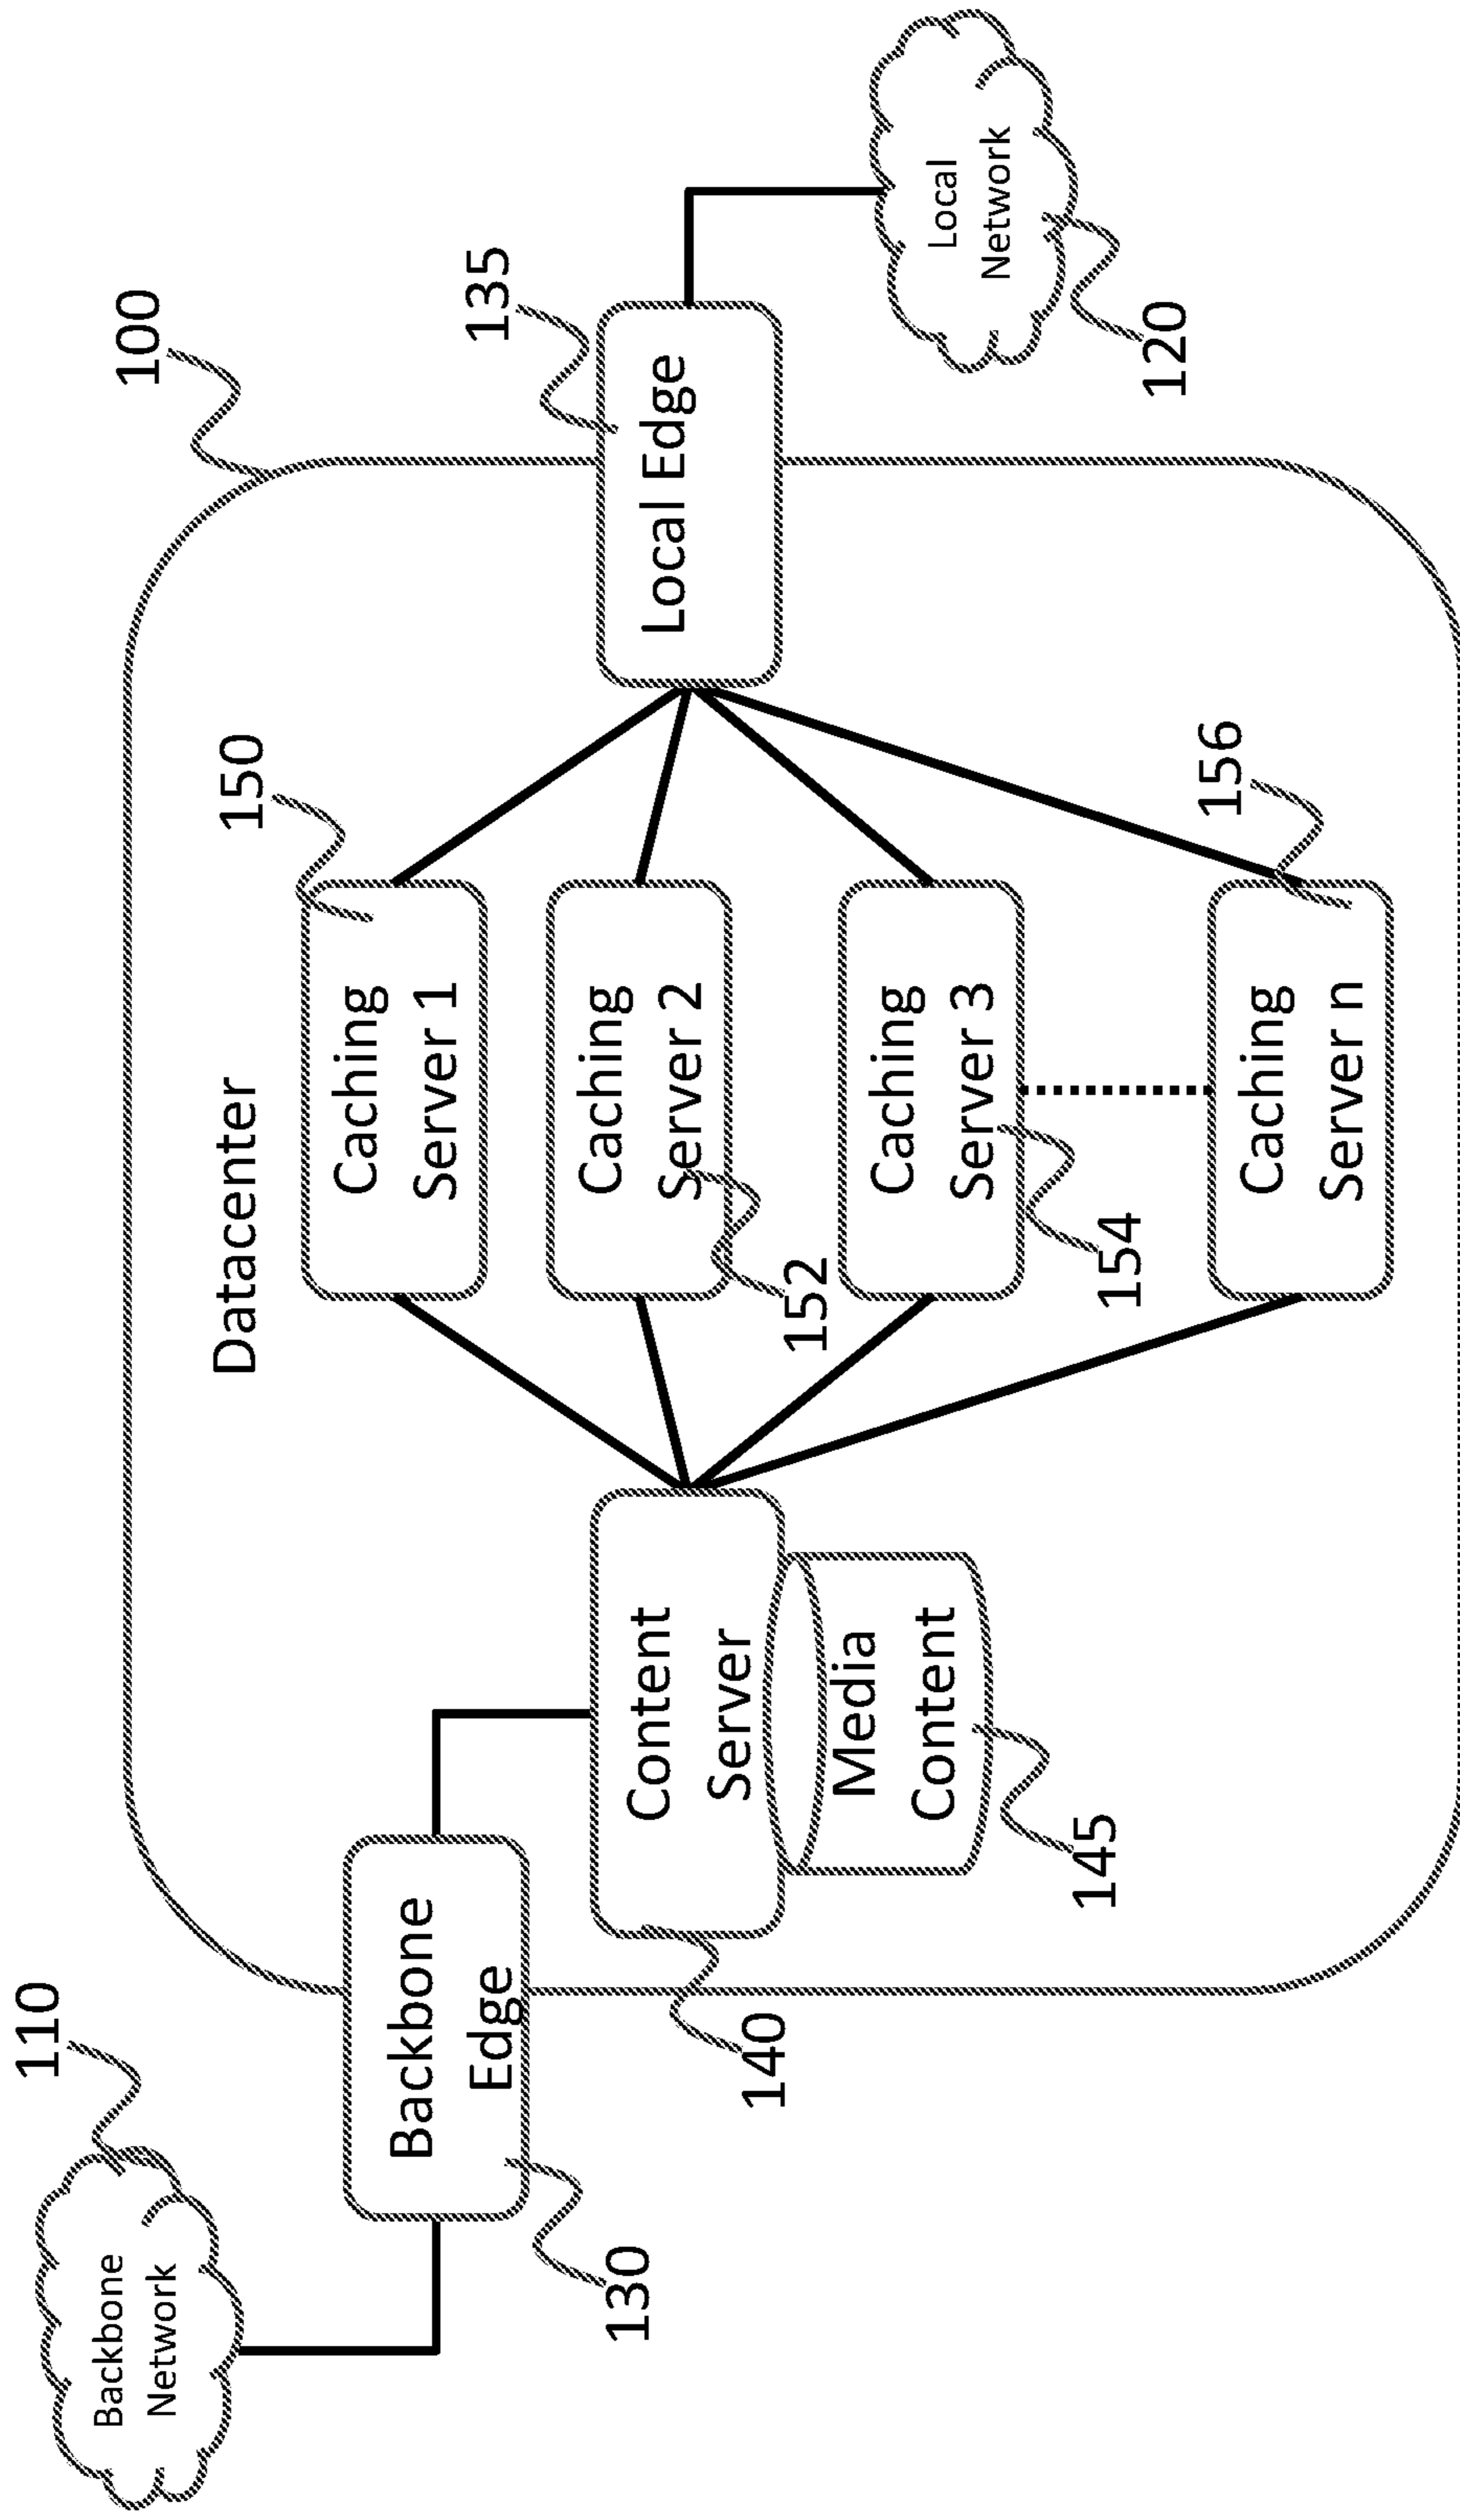 110
Backbone
Network
100
Datacenter
Backbone
Edge
130
Content
Server
140
Media
Content
145
Caching
Server 1
150
Caching
Server 2
152
Caching
Server 3
154
Caching
Server n
156
Local Edge
135
Local
Network
120